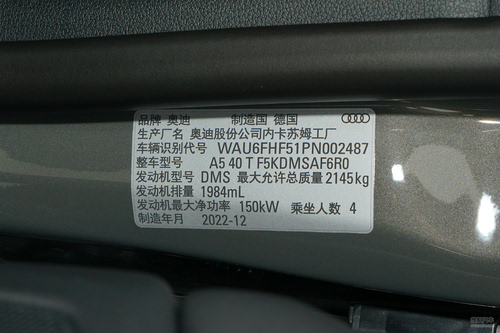 品牌 奥迪 制造国 德国
生产厂名 奥迪股份公司内卡苏姆工厂
车辆识别代号 WAU6FHF51PN002487
整车型号 A5 40 T F5KDMSAF6R0
发动机型号 DMS 最大允许总质量 2145kg
发动机排量 1984mL
发动机最大净功率 150kW 乘坐人数 4
制造年月 2022-12